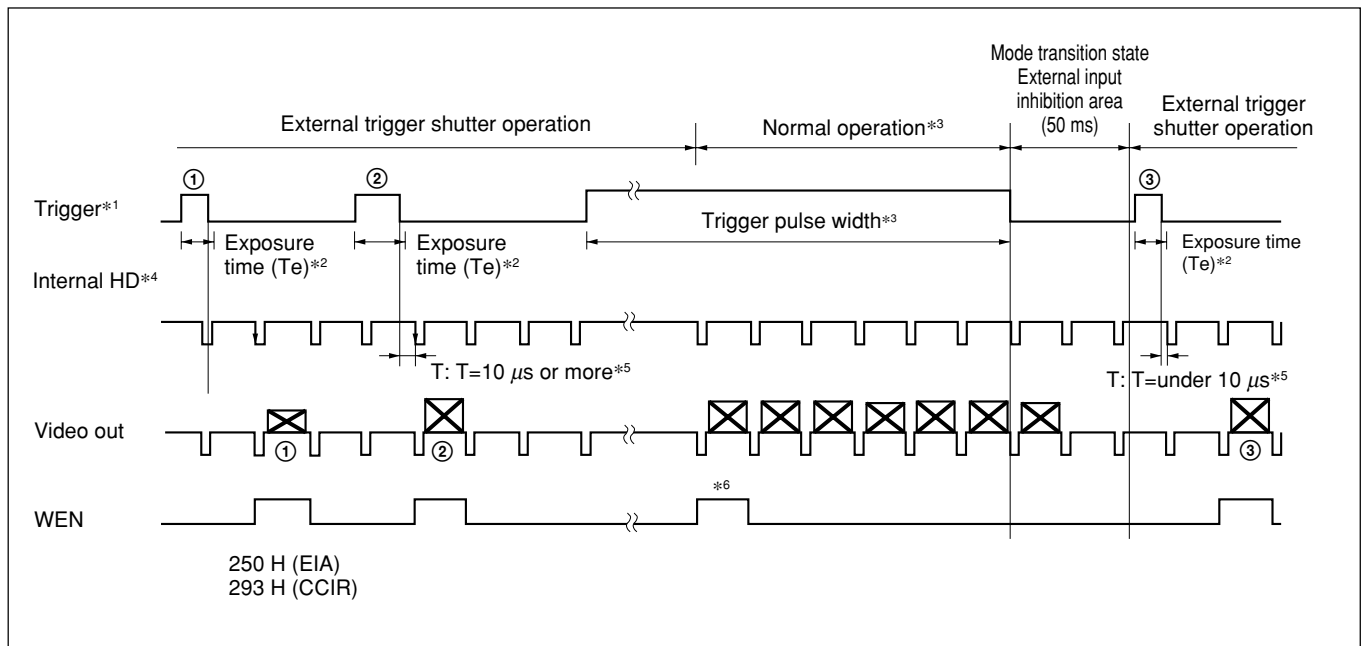 Mode transition state
External input
inhibition area
(50 ms)
External trigger shutter operation
Normal operation*3
External trigger
shutter operation
① ② ③
Trigger*1
Trigger pulse width*3
Exposure
time (Te)*2
Exposure
time (Te)*2
Exposure time
(Te)*2
Internal HD*4
T: T=10 μs or more*5
T: T=under 10 μs*5
Video out
① ② ③
*6
WEN
250 H (EIA)
293 H (CCIR)